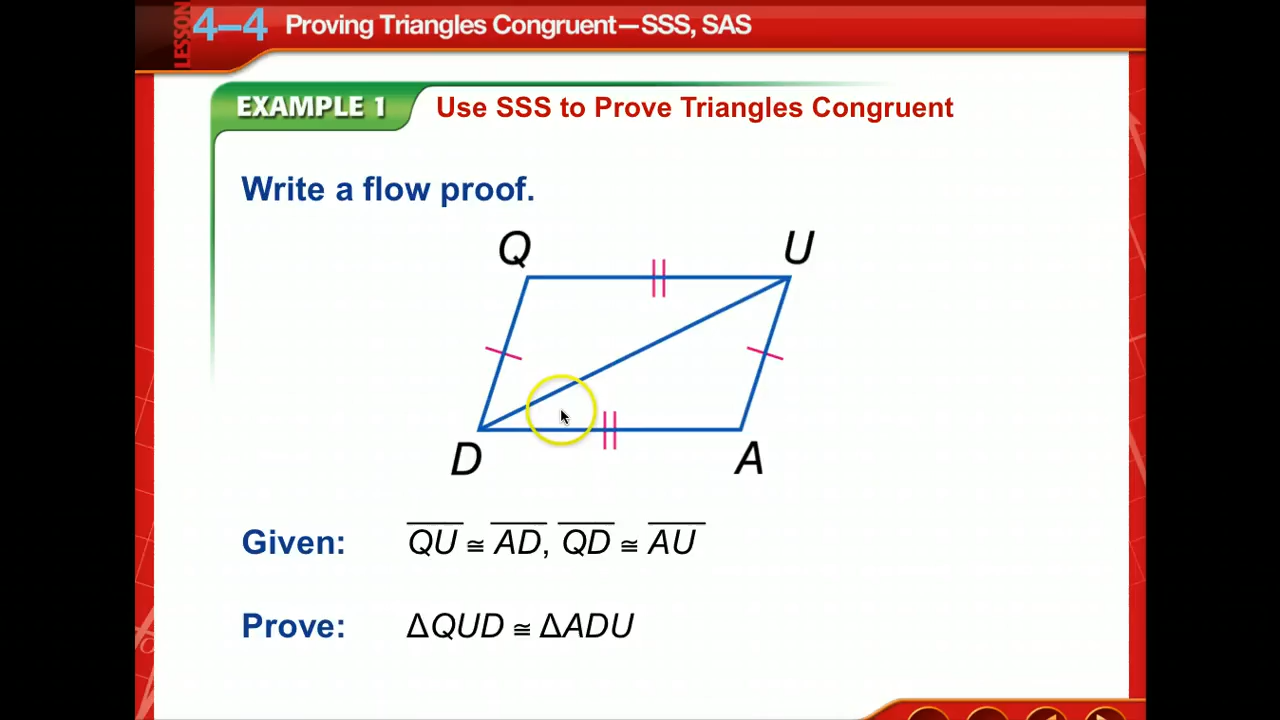 LESSON 4–4 Proving Triangles Congruent—SSS, SAS
EXAMPLE 1 Use SSS to Prove Triangles Congruent
Write a flow proof.
Q U
D A
Given: QU ≅ AD, QD ≅ AU
Prove: ΔQUD ≅ ΔADU